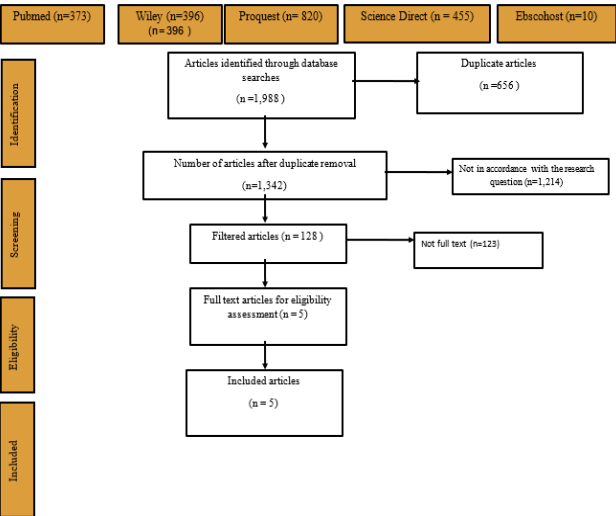 Pubmed (n=373)
Wiley (n=396)
(n=396)
Proquest (n= 820)
Science Direct (n = 455)
Ebscohost (n=10)
Identification
Articles identified through database
searches
(n =1,988 )
Duplicate articles
(n =656 )
Number of articles after duplicate removal
(n=1,342)
Not in accordance with the research
question (n=1,214)
Screening
Filtered articles (n = 128 )
Not full text (n=123)
Eligibility
Full text articles for eligibility
assessment (n = 5)
Included
Included articles
(n = 5)